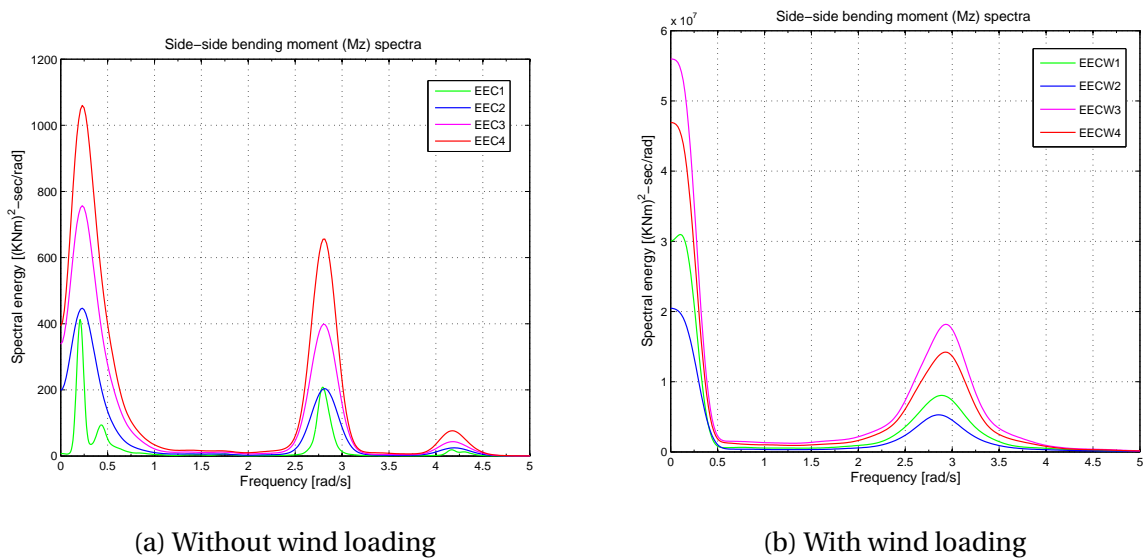 Side−side bending moment (Mz) spectra
1200
1000
800
600
400
200
0
Spectral energy [(KNm)²−sec/rad]
EEC1
EEC2
EEC3
EEC4
0 0.5 1 1.5 2 2.5 3 3.5 4 4.5 5
Frequency [rad/s]
(a) Without wind loading
x 10⁷
Side−side bending moment (Mz) spectra
6
5
4
3
2
1
0
Spectral energy [(KNm)²−sec/rad]
EECW1
EECW2
EECW3
EECW4
0 0.5 1 1.5 2 2.5 3 3.5 4 4.5 5
Frequency [rad/s]
(b) With wind loading